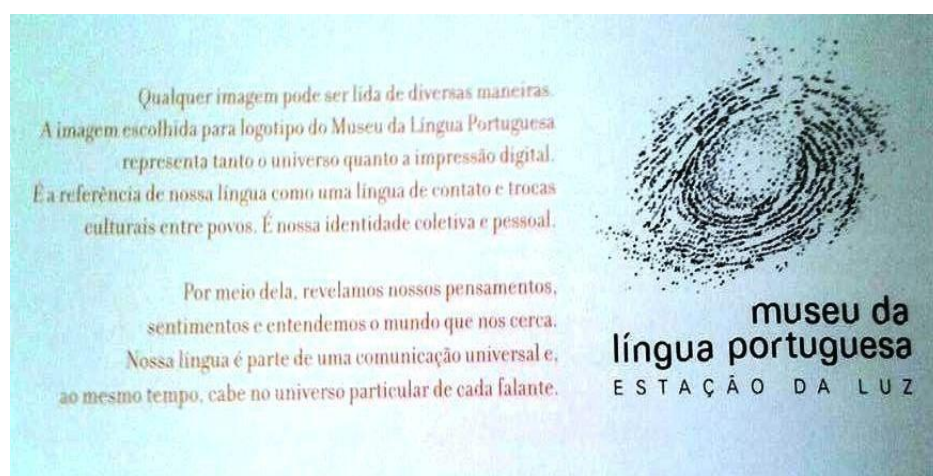 Qualquer imagem pode ser lida de diversas maneiras.
A imagem escolhida para logotipo do Museu da Língua Portuguesa
representa tanto o universo quanto a impressão digital.
É a referência de nossa língua como uma língua de contato e trocas
culturais entre povos. É nossa identidade coletiva e pessoal.
Por meio dela, revelamos nossos pensamentos,
sentimentos e entendemos o mundo que nos cerca.
Nossa língua é parte de uma comunicação universal e,
ao mesmo tempo, cabe no universo particular de cada falante.
museu da
língua portuguesa
ESTAÇÃO DA LUZ